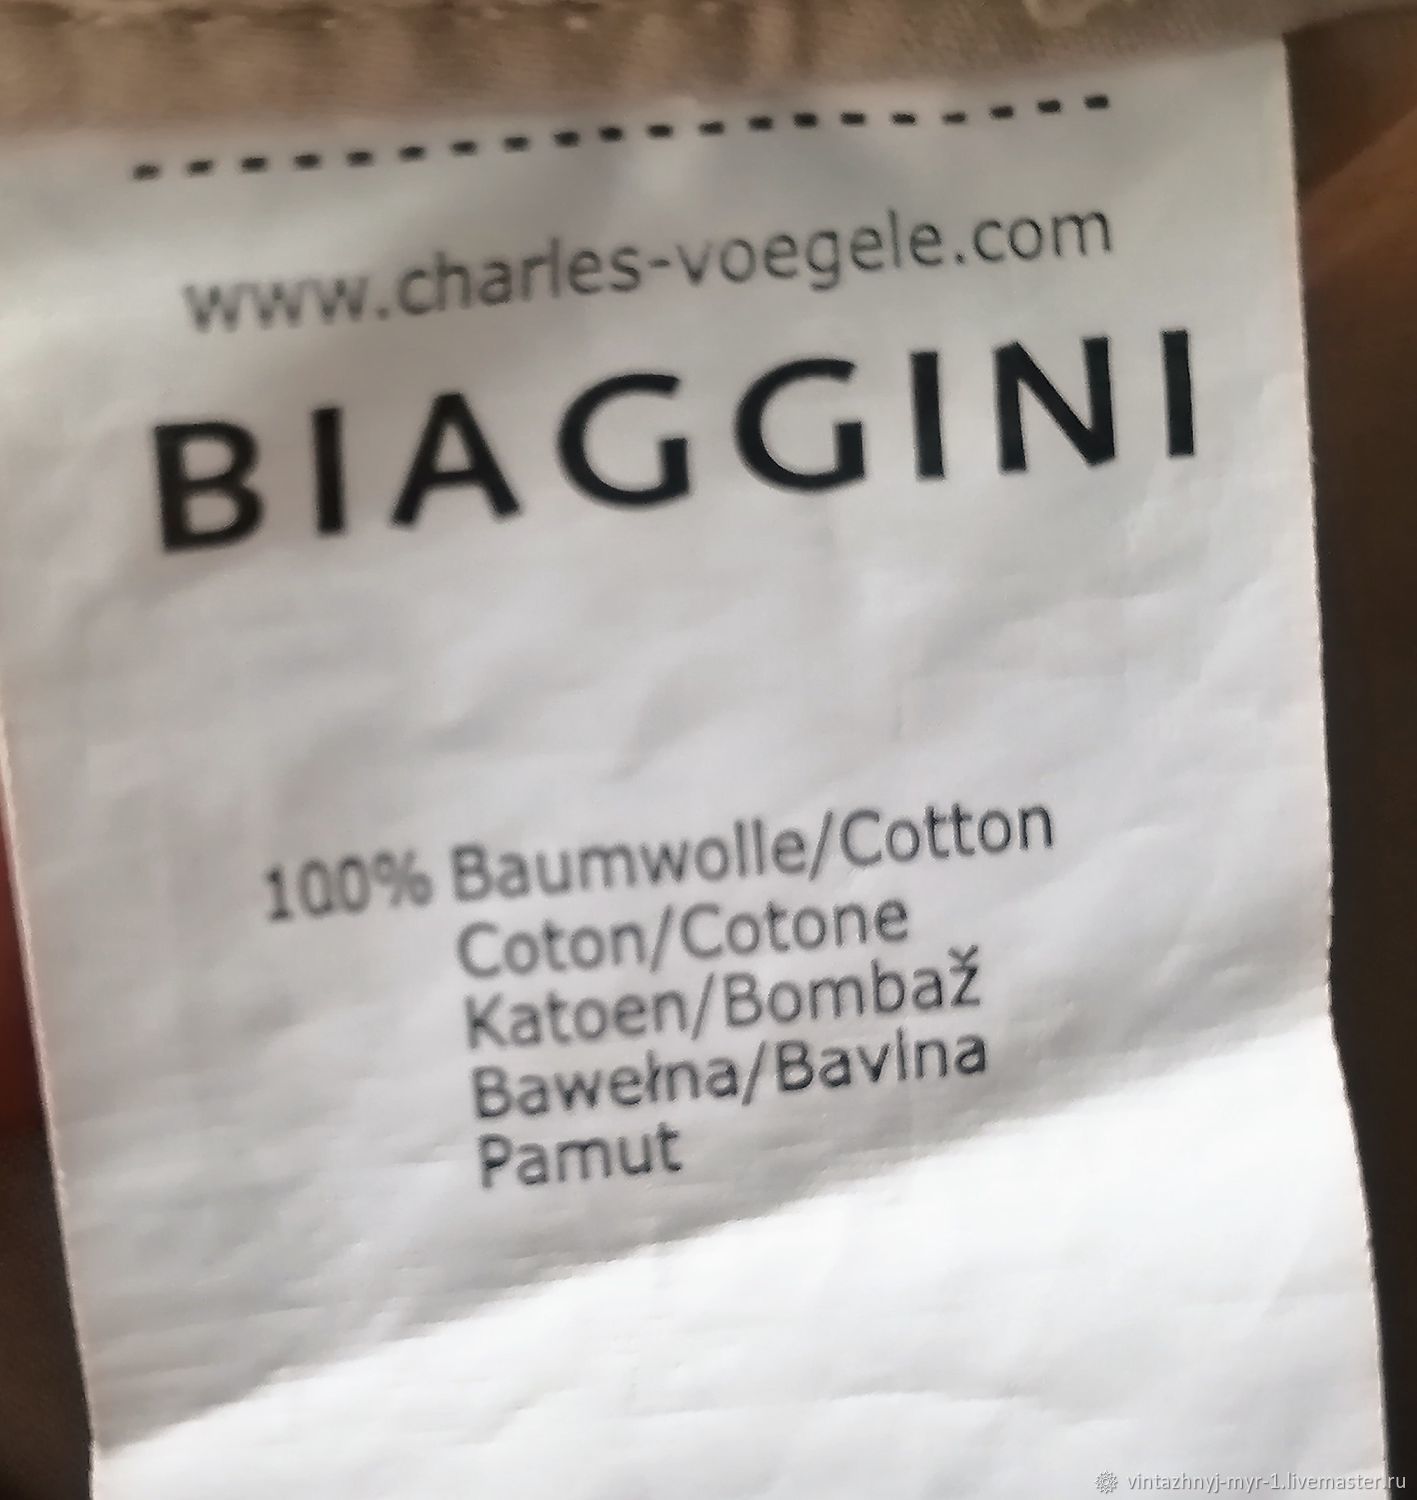 www.charles-voegele.com
BIAGGINI
100% Baumwolle/Cotton
Coton/Cotone
Katoen/Bombaž
Bawełna/Bavlna
Pamut
vintazhnyj-myr-1.livemaster.ru